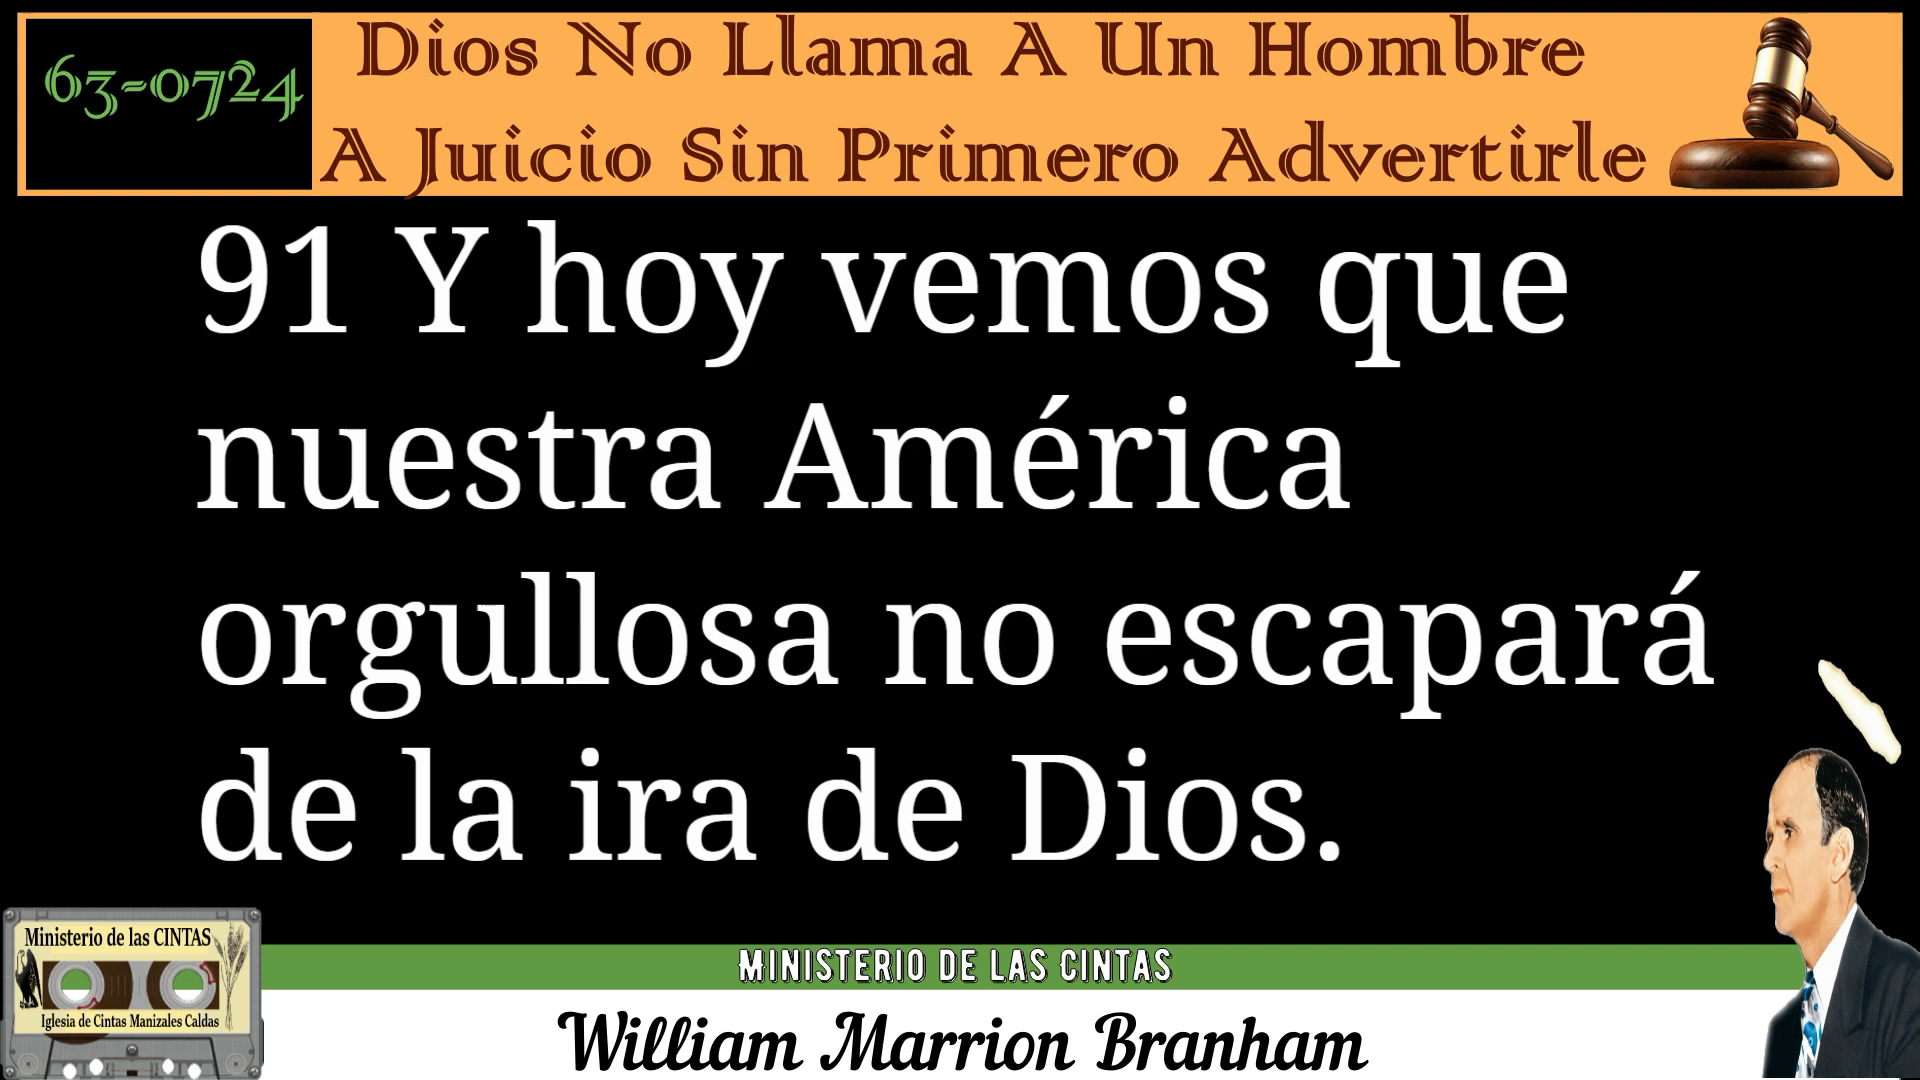 63-0724
Dios No Llama A Un Hombre
A Juicio Sin Primero Advertirle
91 Y hoy vemos que
nuestra América
orgullosa no escapará
de la ira de Dios.
Ministerio de las CINTAS
Iglesia de Cintas Manizales Caldas
MINISTERIO DE LAS CINTAS
William Marrion Branham